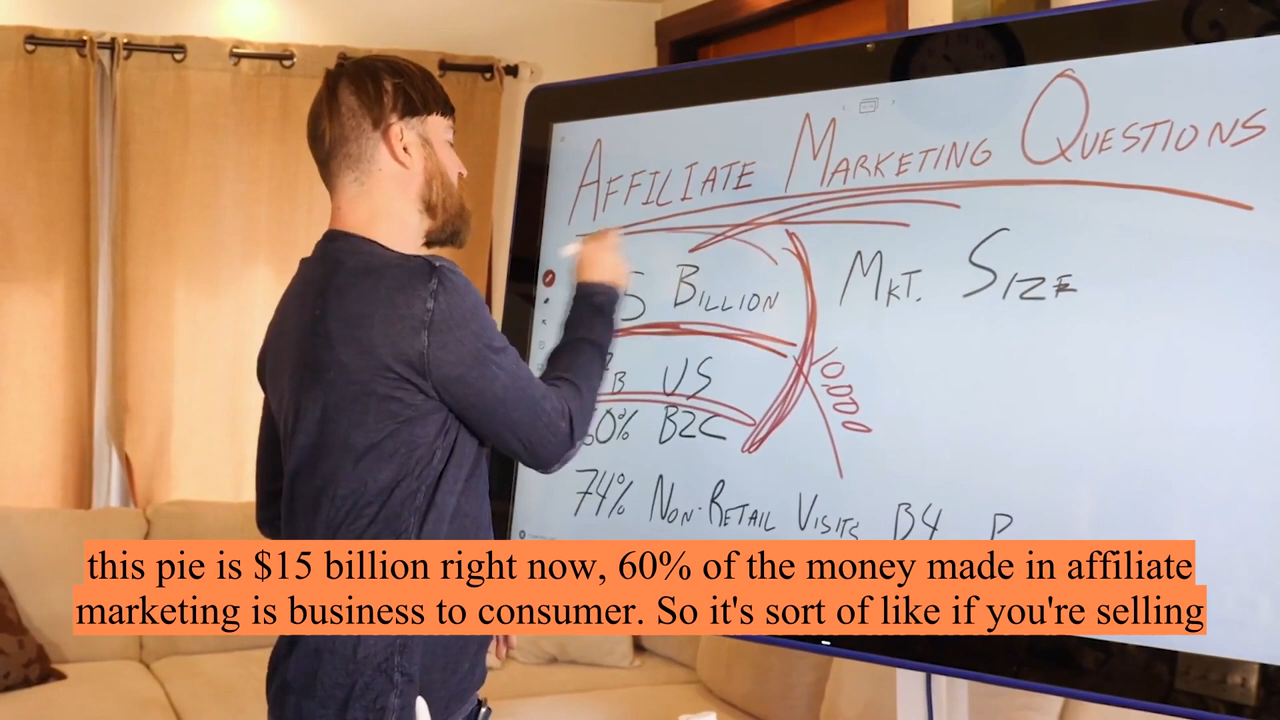 AFFILIATE MARKETING QUESTIONS
5 BILLION MKT. SIZE
B US
10,000
60% B2C
74% NON-RETAIL VISITS B4
this pie is $15 billion right now, 60% of the money made in affiliate
marketing is business to consumer. So it's sort of like if you're selling